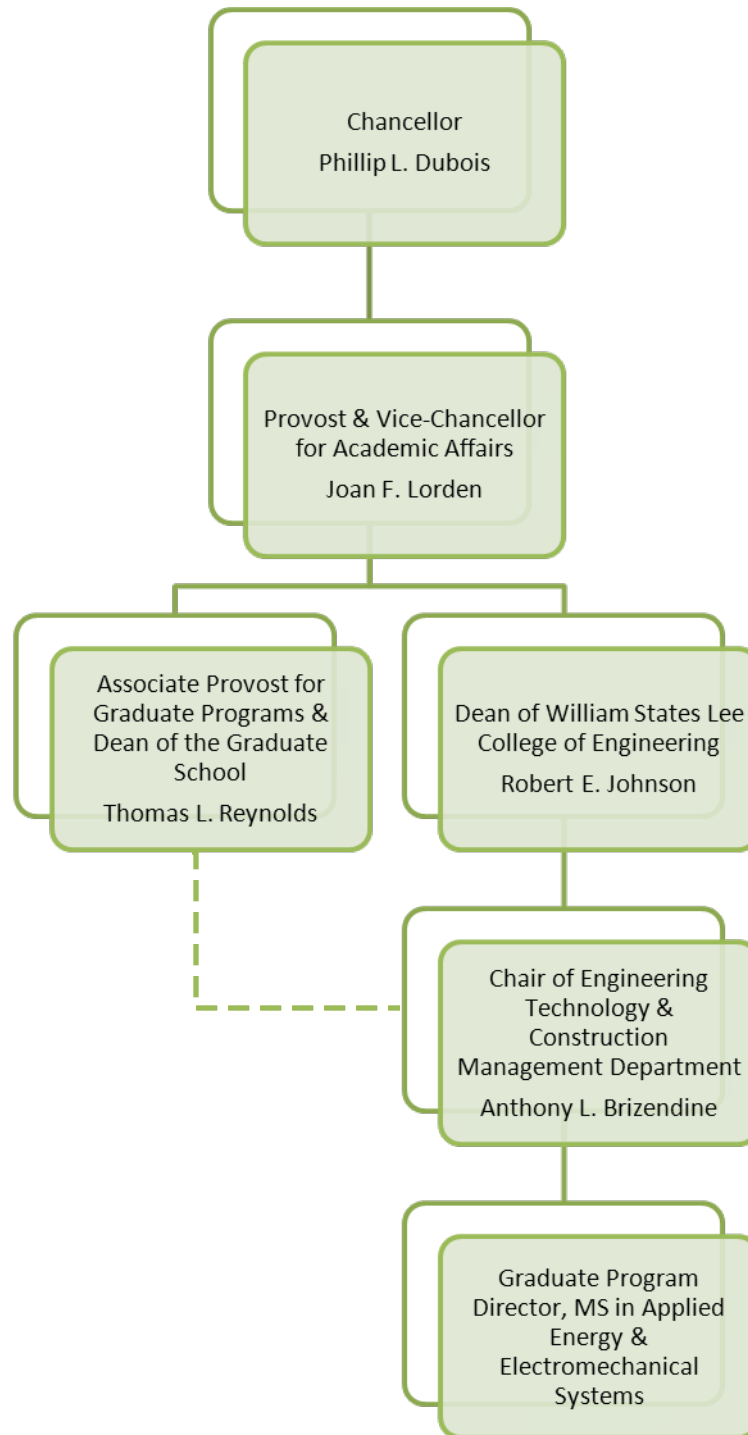 Chancellor
Phillip L. Dubois
Provost & Vice-Chancellor
for Academic Affairs
Joan F. Lorden
Associate Provost for
Graduate Programs &
Dean of the Graduate
School
Thomas L. Reynolds
Dean of William States Lee
College of Engineering
Robert E. Johnson
Chair of Engineering
Technology &
Construction
Management Department
Anthony L. Brizendine
Graduate Program
Director, MS in Applied
Energy &
Electromechanical
Systems